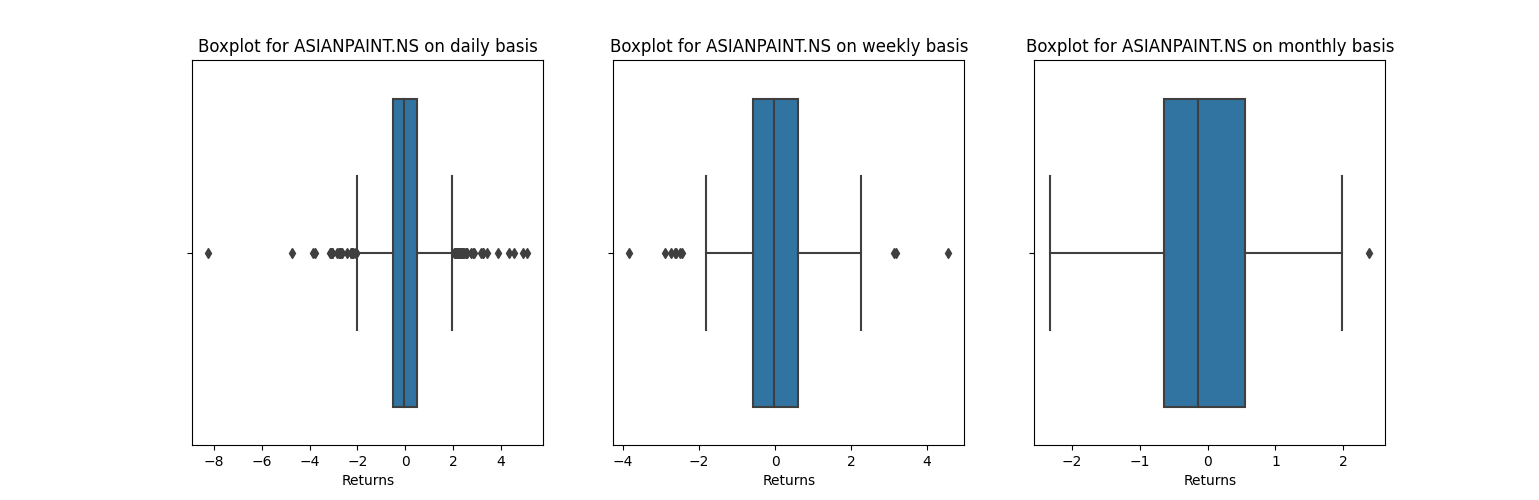 Boxplot for ASIANPAINT.NS on daily basis
Boxplot for ASIANPAINT.NS on weekly basis
Boxplot for ASIANPAINT.NS on monthly basis
−8 −6 −4 −2 0 2 4
−4 −2 0 2 4
−2 −1 0 1 2
Returns
Returns
Returns